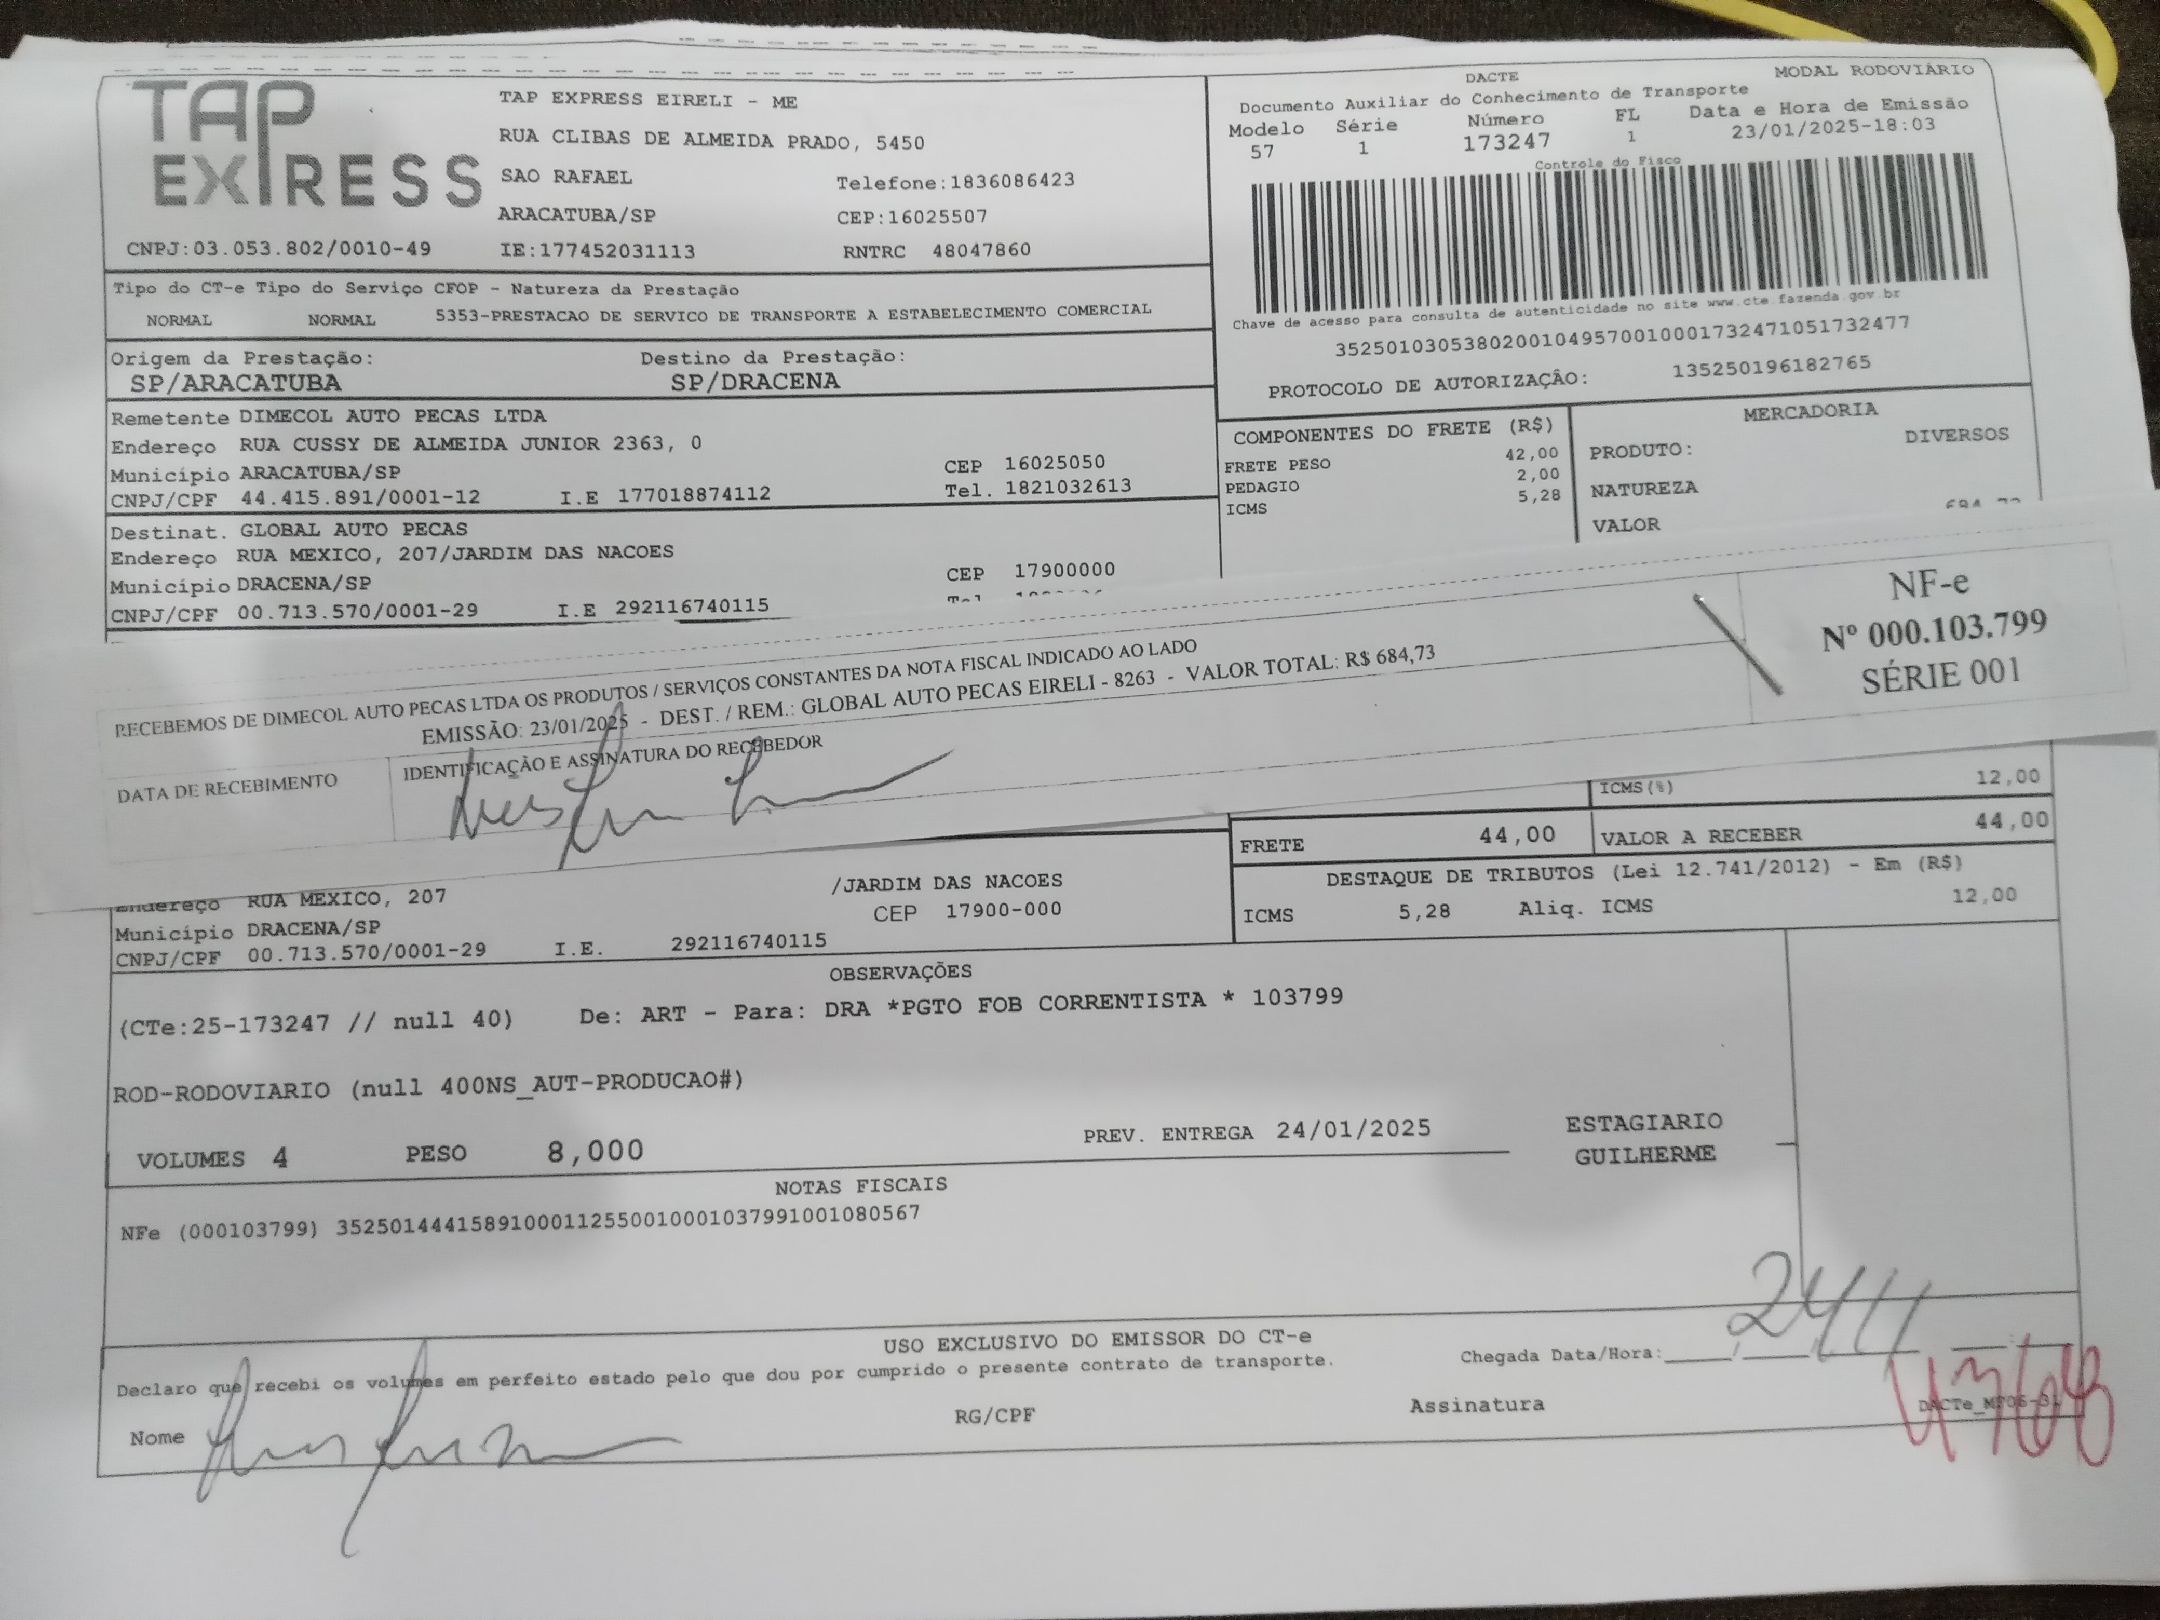 TAP EXPRESS
TAP EXPRESS EIRELI - ME
RUA CLIBAS DE ALMEIDA PRADO, 5450
SAO RAFAEL Telefone:1836086423
ARACATUBA/SP CEP:16025507
CNPJ:03.053.802/0010-49 IE:177452031113 RNTRC 48047860
DACTE MODAL RODOVIÁRIO
Documento Auxiliar do Conhecimento de Transporte
Modelo Série Número FL Data e Hora de Emissão
57 1 173247 1 23/01/2025-18:03
Controle do Fisco
Chave de acesso para consulta de autenticidade no site www.cte.fazenda.gov.br
35250103053802001049570010001732471051732477
PROTOCOLO DE AUTORIZAÇÃO: 135250196182765
Tipo do CT-e Tipo do Serviço CFOP - Natureza da Prestação
NORMAL NORMAL 5353-PRESTACAO DE SERVICO DE TRANSPORTE A ESTABELECIMENTO COMERCIAL
Origem da Prestação: Destino da Prestação:
SP/ARACATUBA SP/DRACENA
Remetente DIMECOL AUTO PECAS LTDA
Endereço RUA CUSSY DE ALMEIDA JUNIOR 2363, 0
Município ARACATUBA/SP CEP 16025050
CNPJ/CPF 44.415.891/0001-12 I.E 177018874112 Tel. 1821032613
Destinat. GLOBAL AUTO PECAS
Endereço RUA MEXICO, 207/JARDIM DAS NACOES
Município DRACENA/SP CEP 17900000
CNPJ/CPF 00.713.570/0001-29 I.E 292116740115
COMPONENTES DO FRETE (R$)
FRETE PESO 42,00
PEDAGIO 2,00
ICMS 5,28
MERCADORIA
PRODUTO: DIVERSOS
NATUREZA
VALOR
RECEBEMOS DE DIMECOL AUTO PECAS LTDA OS PRODUTOS / SERVIÇOS CONSTANTES DA NOTA FISCAL INDICADO AO LADO
EMISSÃO: 23/01/2025 - DEST. / REM.: GLOBAL AUTO PECAS EIRELI - 8263 - VALOR TOTAL: R$ 684,73
DATA DE RECEBIMENTO IDENTIFICAÇÃO E ASSINATURA DO RECEBEDOR
NF-e
Nº 000.103.799
SÉRIE 001
ICMS(%) 12,00
FRETE 44,00 VALOR A RECEBER 44,00
DESTAQUE DE TRIBUTOS (Lei 12.741/2012) - Em (R$)
ICMS 5,28 Aliq. ICMS 12,00
Endereço RUA MEXICO, 207 /JARDIM DAS NACOES
Município DRACENA/SP CEP 17900-000
CNPJ/CPF 00.713.570/0001-29 I.E. 292116740115
OBSERVAÇÕES
(CTe:25-173247 // null 40) De: ART - Para: DRA *PGTO FOB CORRENTISTA * 103799
ROD-RODOVIARIO (null 400NS_AUT-PRODUCAO#)
VOLUMES 4 PESO 8,000 PREV. ENTREGA 24/01/2025 ESTAGIARIO
GUILHERME
NOTAS FISCAIS
NFe (000103799) 35250144415891000112550010001037991001080567
USO EXCLUSIVO DO EMISSOR DO CT-e
Declaro que recebi os volumes em perfeito estado pelo que dou por cumprido o presente contrato de transporte.
Chegada Data/Hora: 24/1/
Nome RG/CPF Assinatura